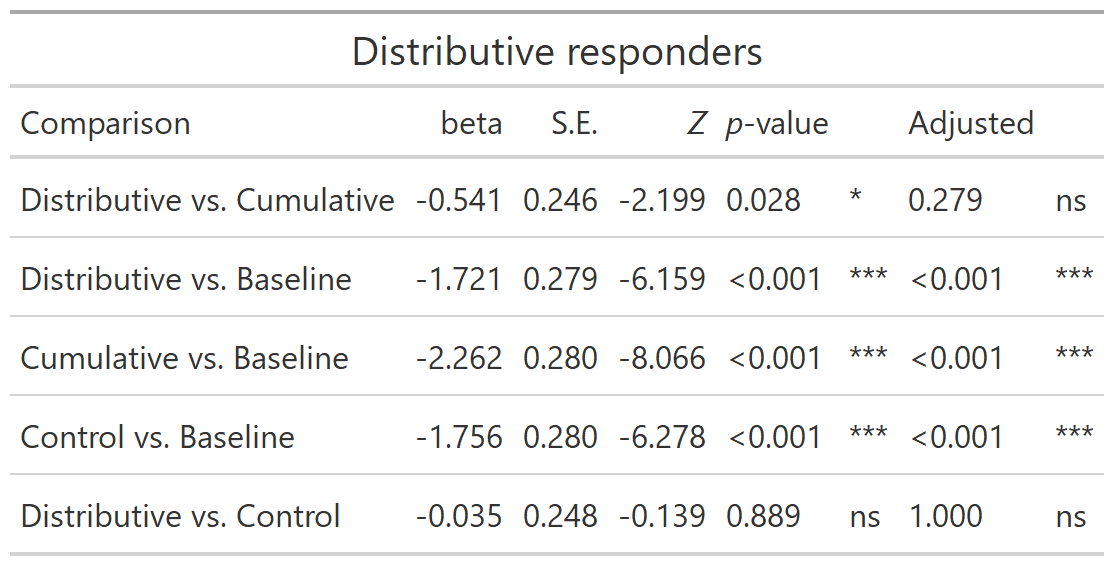 Distributive responders
Comparison beta S.E. Z p-value Adjusted
Distributive vs. Cumulative -0.541 0.246 -2.199 0.028 * 0.279 ns
Distributive vs. Baseline -1.721 0.279 -6.159 <0.001 *** <0.001 ***
Cumulative vs. Baseline -2.262 0.280 -8.066 <0.001 *** <0.001 ***
Control vs. Baseline -1.756 0.280 -6.278 <0.001 *** <0.001 ***
Distributive vs. Control -0.035 0.248 -0.139 0.889 ns 1.000 ns